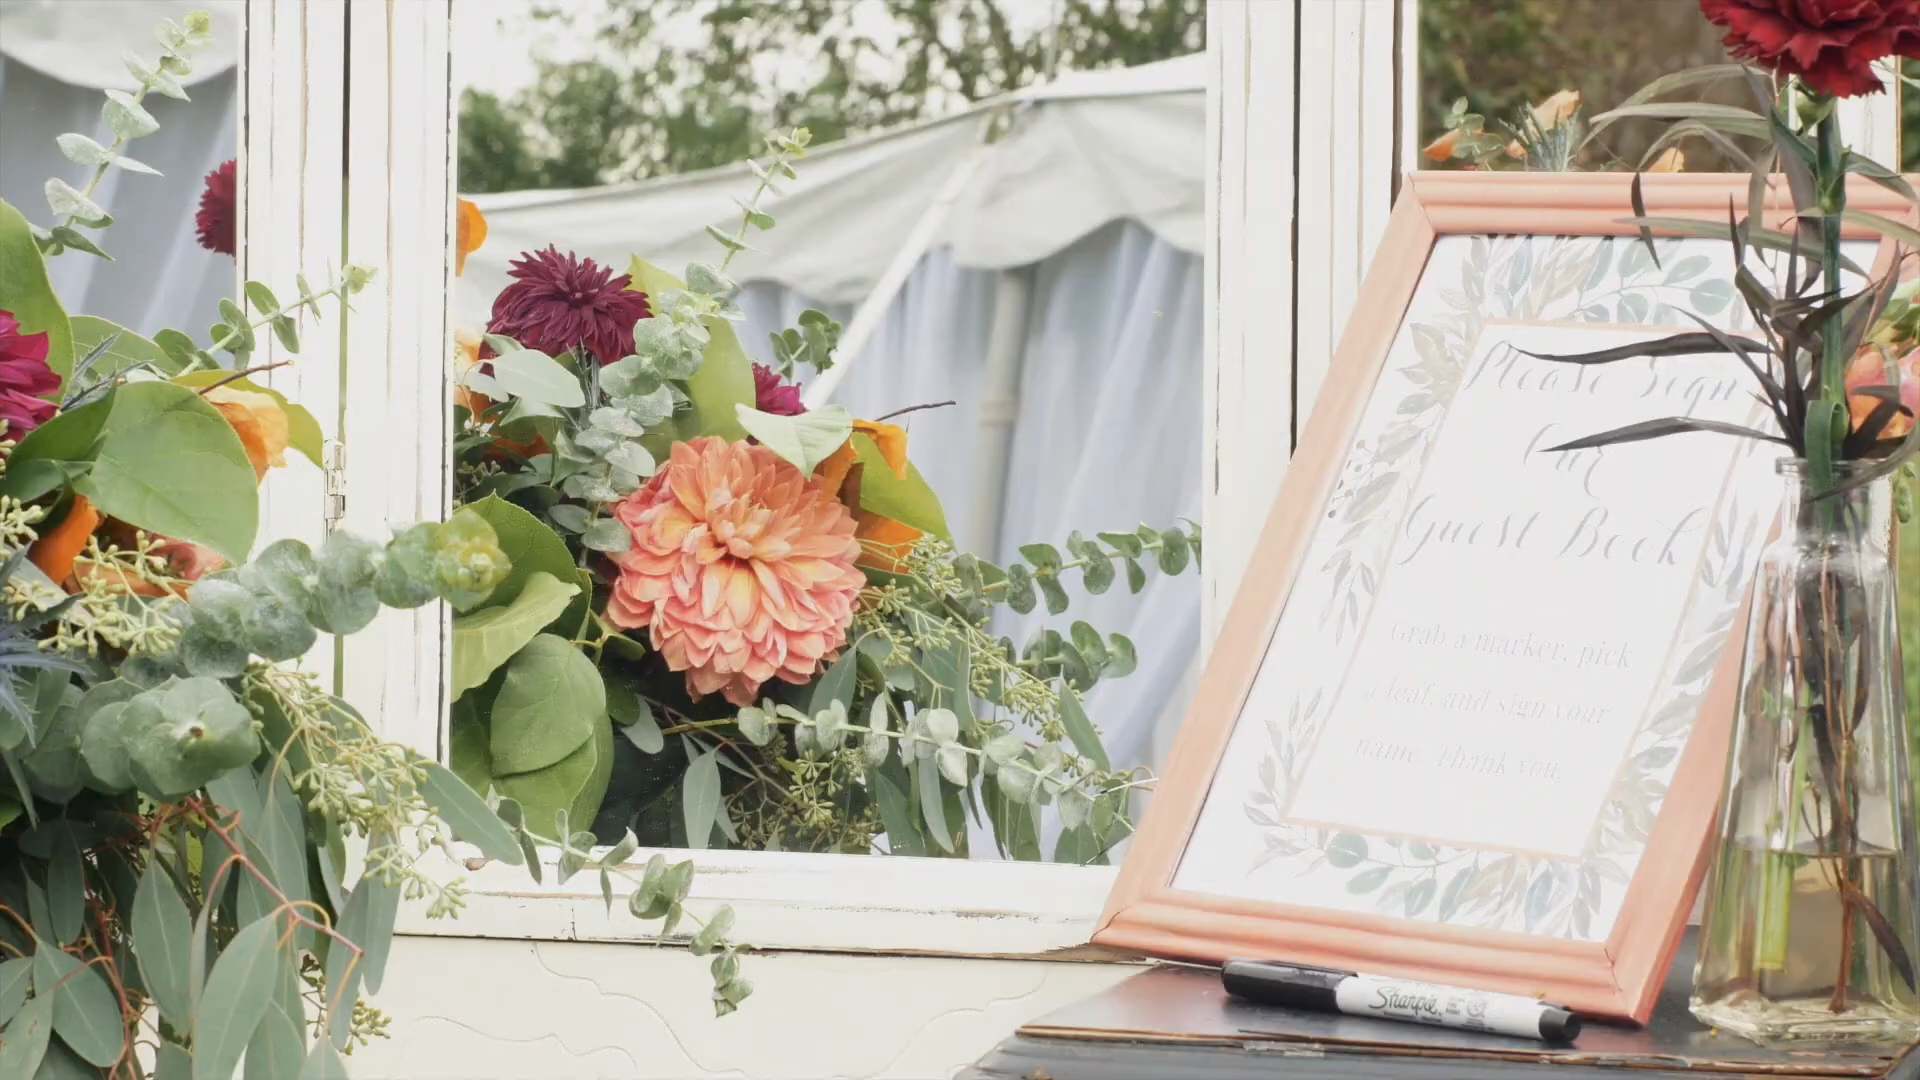 Please Sign
Our
Guest Book
Grab a marker, pick
a leaf, and sign your
name. Thank you.
Sharpie.